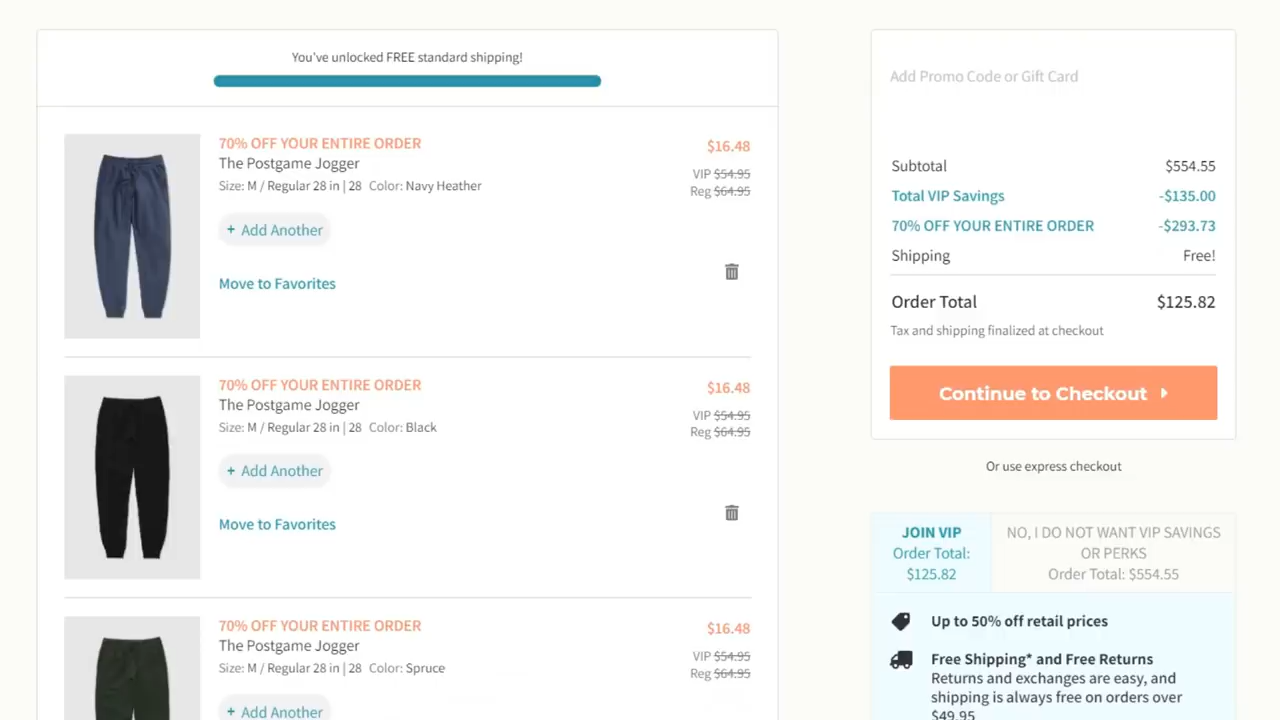 You've unlocked FREE standard shipping!
70% OFF YOUR ENTIRE ORDER
$16.48
The Postgame Jogger
VIP $54.95
Size: M / Regular 28 in | 28 Color: Navy Heather
Reg $64.95
+ Add Another
Move to Favorites
70% OFF YOUR ENTIRE ORDER
$16.48
The Postgame Jogger
VIP $54.95
Size: M / Regular 28 in | 28 Color: Black
Reg $64.95
+ Add Another
Move to Favorites
70% OFF YOUR ENTIRE ORDER
$16.48
The Postgame Jogger
VIP $54.95
Size: M / Regular 28 in | 28 Color: Spruce
Reg $64.95
+ Add Another
Add Promo Code or Gift Card
Subtotal $554.55
Total VIP Savings -$135.00
70% OFF YOUR ENTIRE ORDER -$293.73
Shipping Free!
Order Total $125.82
Tax and shipping finalized at checkout
Continue to Checkout
Or use express checkout
JOIN VIP
Order Total:
$125.82
NO, I DO NOT WANT VIP SAVINGS
OR PERKS
Order Total: $554.55
Up to 50% off retail prices
Free Shipping* and Free Returns
Returns and exchanges are easy, and
shipping is always free on orders over
$49.95